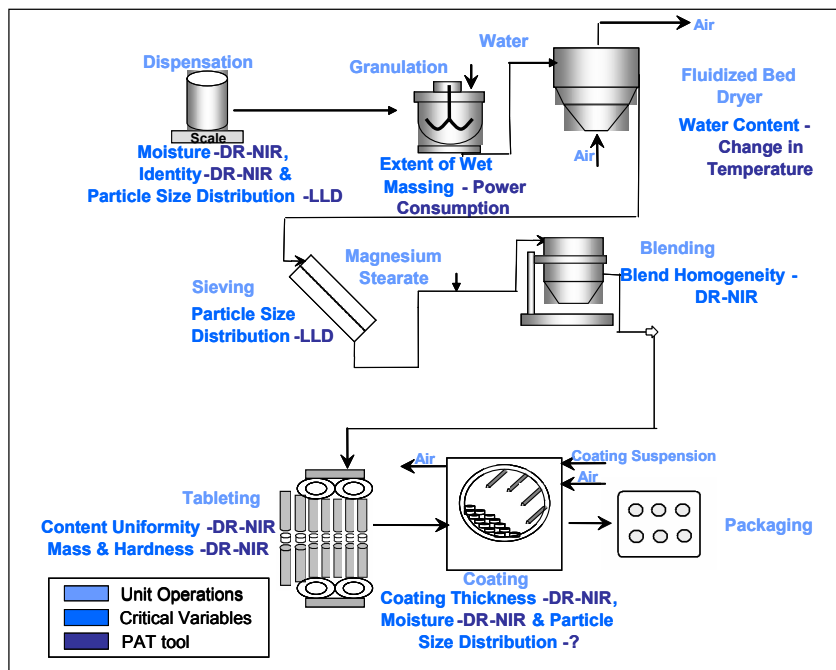 Dispensation
Scale
Moisture -DR-NIR,
Identity-DR-NIR &
Particle Size Distribution -LLD
Granulation
Water
Extent of Wet
Massing - Power
Consumption
Air
Fluidized Bed
Dryer
Water Content -
Change in
Temperature
Air
Sieving
Particle Size
Distribution -LLD
Magnesium
Stearate
Blending
Blend Homogeneity -
DR-NIR
Tableting
Content Uniformity -DR-NIR
Mass & Hardness -DR-NIR
Air
Coating Suspension
Air
Coating
Coating Thickness -DR-NIR,
Moisture -DR-NIR & Particle
Size Distribution -?
Packaging
Unit Operations
Critical Variables
PAT tool